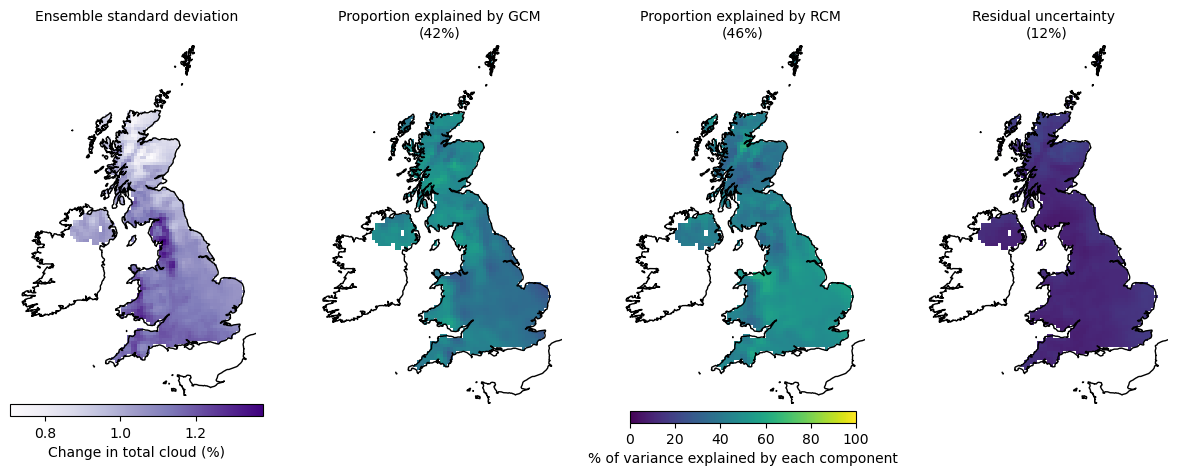 Ensemble standard deviation
Proportion explained by GCM
(42%)
Proportion explained by RCM
(46%)
Residual uncertainty
(12%)
0.8 1.0 1.2
Change in total cloud (%)
0 20 40 60 80 100
% of variance explained by each component